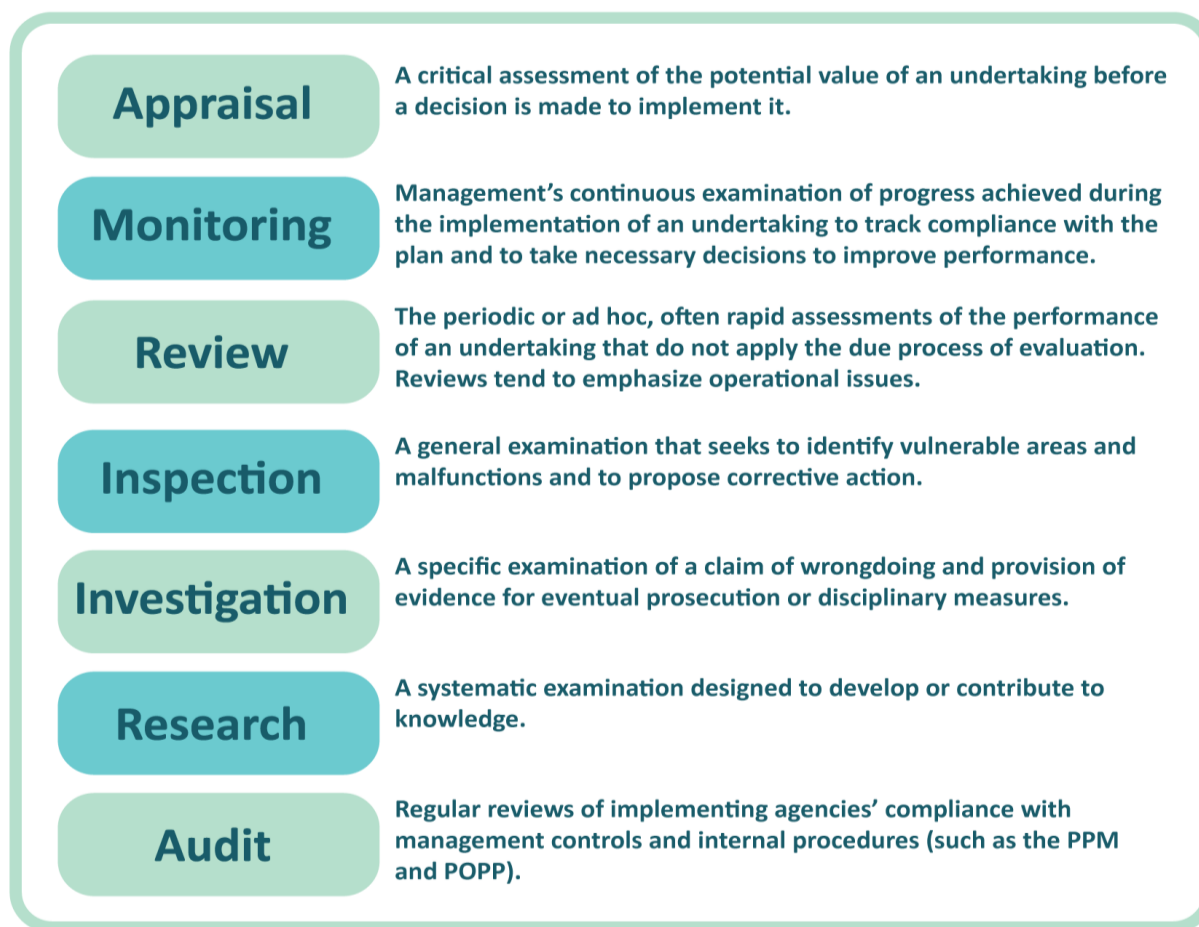 Appraisal
A critical assessment of the potential value of an undertaking before
a decision is made to implement it.
Monitoring
Management’s continuous examination of progress achieved during
the implementation of an undertaking to track compliance with the
plan and to take necessary decisions to improve performance.
Review
The periodic or ad hoc, often rapid assessments of the performance
of an undertaking that do not apply the due process of evaluation.
Reviews tend to emphasize operational issues.
Inspection
A general examination that seeks to identify vulnerable areas and
malfunctions and to propose corrective action.
Investigation
A specific examination of a claim of wrongdoing and provision of
evidence for eventual prosecution or disciplinary measures.
Research
A systematic examination designed to develop or contribute to
knowledge.
Audit
Regular reviews of implementing agencies’ compliance with
management controls and internal procedures (such as the PPM
and POPP).